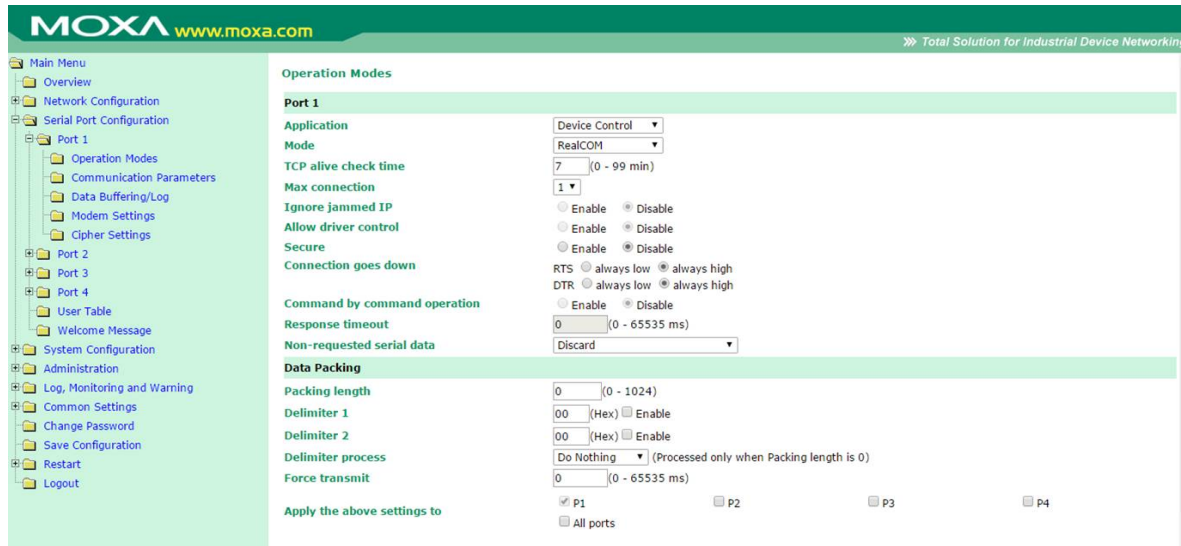 MOXA www.moxa.com
Total Solution for Industrial Device Networkin
Main Menu
Overview
Network Configuration
Serial Port Configuration
Port 1
Operation Modes
Communication Parameters
Data Buffering/Log
Modem Settings
Cipher Settings
Port 2
Port 3
Port 4
User Table
Welcome Message
System Configuration
Administration
Log, Monitoring and Warning
Common Settings
Change Password
Save Configuration
Restart
Logout
Operation Modes
Port 1
Application Device Control
Mode RealCOM
TCP alive check time 7 (0 - 99 min)
Max connection 1
Ignore jammed IP Enable Disable
Allow driver control Enable Disable
Secure Enable Disable
Connection goes down RTS always low always high
DTR always low always high
Command by command operation Enable Disable
Response timeout 0 (0 - 65535 ms)
Non-requested serial data Discard
Data Packing
Packing length 0 (0 - 1024)
Delimiter 1 00 (Hex) Enable
Delimiter 2 00 (Hex) Enable
Delimiter process Do Nothing (Processed only when Packing length is 0)
Force transmit 0 (0 - 65535 ms)
Apply the above settings to P1 P2 P3 P4
All ports